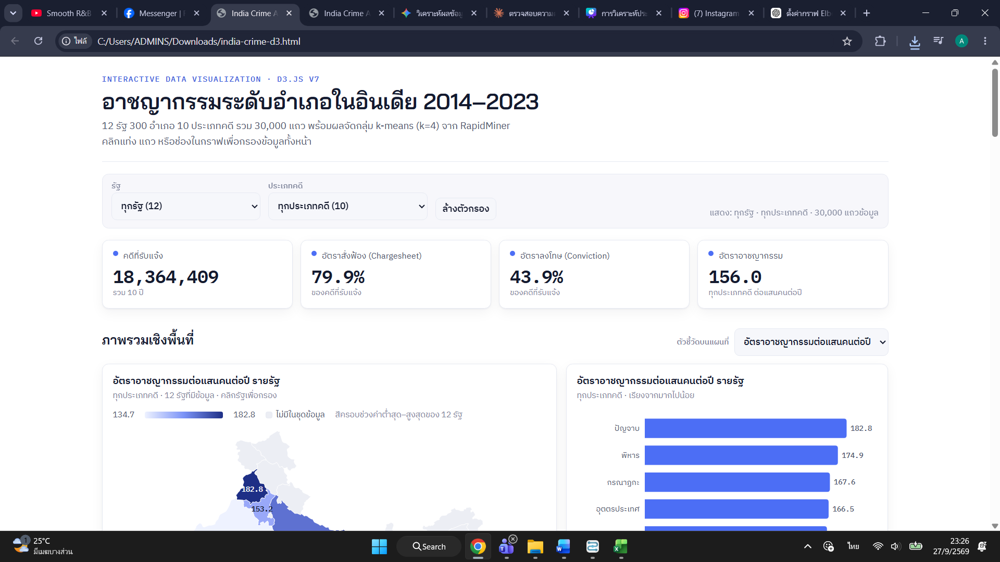 Smooth R&B
Messenger | F
India Crime A
India Crime A
วิเคราะห์ผลข้อมู
ตรวจสอบความ
การวิเคราะห์ประ
(7) Instagram
ตั้งค่ากราฟ Elb
ไฟล์
C:/Users/ADMINS/Downloads/india-crime-d3.html
A
INTERACTIVE DATA VISUALIZATION · D3.JS V7
อาชญากรรมระดับอำเภอในอินเดีย 2014–2023
12 รัฐ 300 อำเภอ 10 ประเภทคดี รวม 30,000 แถว พร้อมผลจัดกลุ่ม k-means (k=4) จาก RapidMiner
คลิกแท่ง แถว หรือช่องในกราฟเพื่อกรองข้อมูลทั้งหน้า
รัฐ
ประเภทคดี
ทุกรัฐ (12)
ทุกประเภทคดี (10)
ล้างตัวกรอง
แสดง: ทุกรัฐ · ทุกประเภทคดี · 30,000 แถวข้อมูล
คดีที่รับแจ้ง
18,364,409
รวม 10 ปี
อัตราสั่งฟ้อง (Chargesheet)
79.9%
ของคดีที่รับแจ้ง
อัตราลงโทษ (Conviction)
43.9%
ของคดีที่รับแจ้ง
อัตราอาชญากรรม
156.0
ทุกประเภทคดี ต่อแสนคนต่อปี
ภาพรวมเชิงพื้นที่
ตัวชี้วัดบนแผนที่
อัตราอาชญากรรมต่อแสนคนต่อปี
อัตราอาชญากรรมต่อแสนคนต่อปี รายรัฐ
ทุกประเภทคดี · 12 รัฐที่มีข้อมูล · คลิกรัฐเพื่อกรอง
134.7
182.8
ไม่มีในชุดข้อมูล
สีครอบช่วงค่าต่ำสุด–สูงสุดของ 12 รัฐ
182.8
153.2
อัตราอาชญากรรมต่อแสนคนต่อปี รายรัฐ
ทุกประเภทคดี · เรียงจากมากไปน้อย
ปัญจาบ 182.8
พิหาร 174.9
กรณาฏกะ 167.6
อุตตรประเทศ 166.5
1
25°C
มีเมฆบางส่วน
Search
ไทย
23:26
27/9/2569